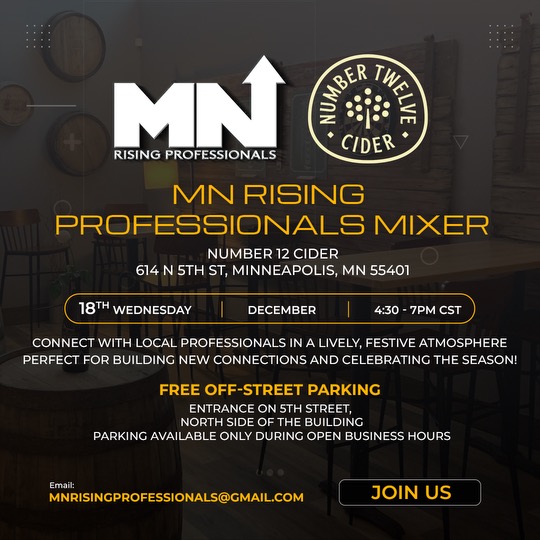 MN
RISING PROFESSIONALS
NUMBER TWELVE
CIDER
MN RISING
PROFESSIONALS MIXER
NUMBER 12 CIDER
614 N 5TH ST, MINNEAPOLIS, MN 55401
18TH WEDNESDAY | DECEMBER | 4:30 - 7PM CST
CONNECT WITH LOCAL PROFESSIONALS IN A LIVELY, FESTIVE ATMOSPHERE
PERFECT FOR BUILDING NEW CONNECTIONS AND CELEBRATING THE SEASON!
FREE OFF-STREET PARKING
ENTRANCE ON 5TH STREET,
NORTH SIDE OF THE BUILDING
PARKING AVAILABLE ONLY DURING OPEN BUSINESS HOURS
Email:
MNRISINGPROFESSIONALS@GMAIL.COM
JOIN US